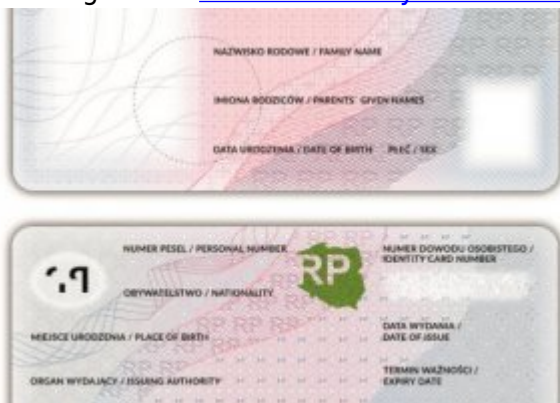 NAZWISKO RODOWE / FAMILY NAME
IMIONA RODZICÓW / PARENTS' GIVEN NAMES
DATA URODZENIA / DATE OF BIRTH PŁEĆ / SEX
NUMER PESEL / PERSONAL NUMBER
RP
NUMER DOWODU OSOBISTEGO /
IDENTITY CARD NUMBER
OBYWATELSTWO / NATIONALITY
MIEJSCE URODZENIA / PLACE OF BIRTH
DATA WYDANIA /
DATE OF ISSUE
ORGAN WYDAJĄCY / ISSUING AUTHORITY
TERMIN WAŻNOŚCI /
EXPIRY DATE